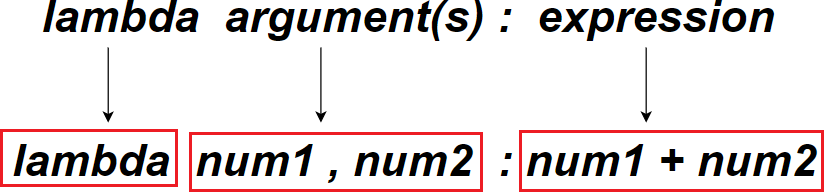 lambda argument(s) : expression
lambda num1 , num2 : num1 + num2